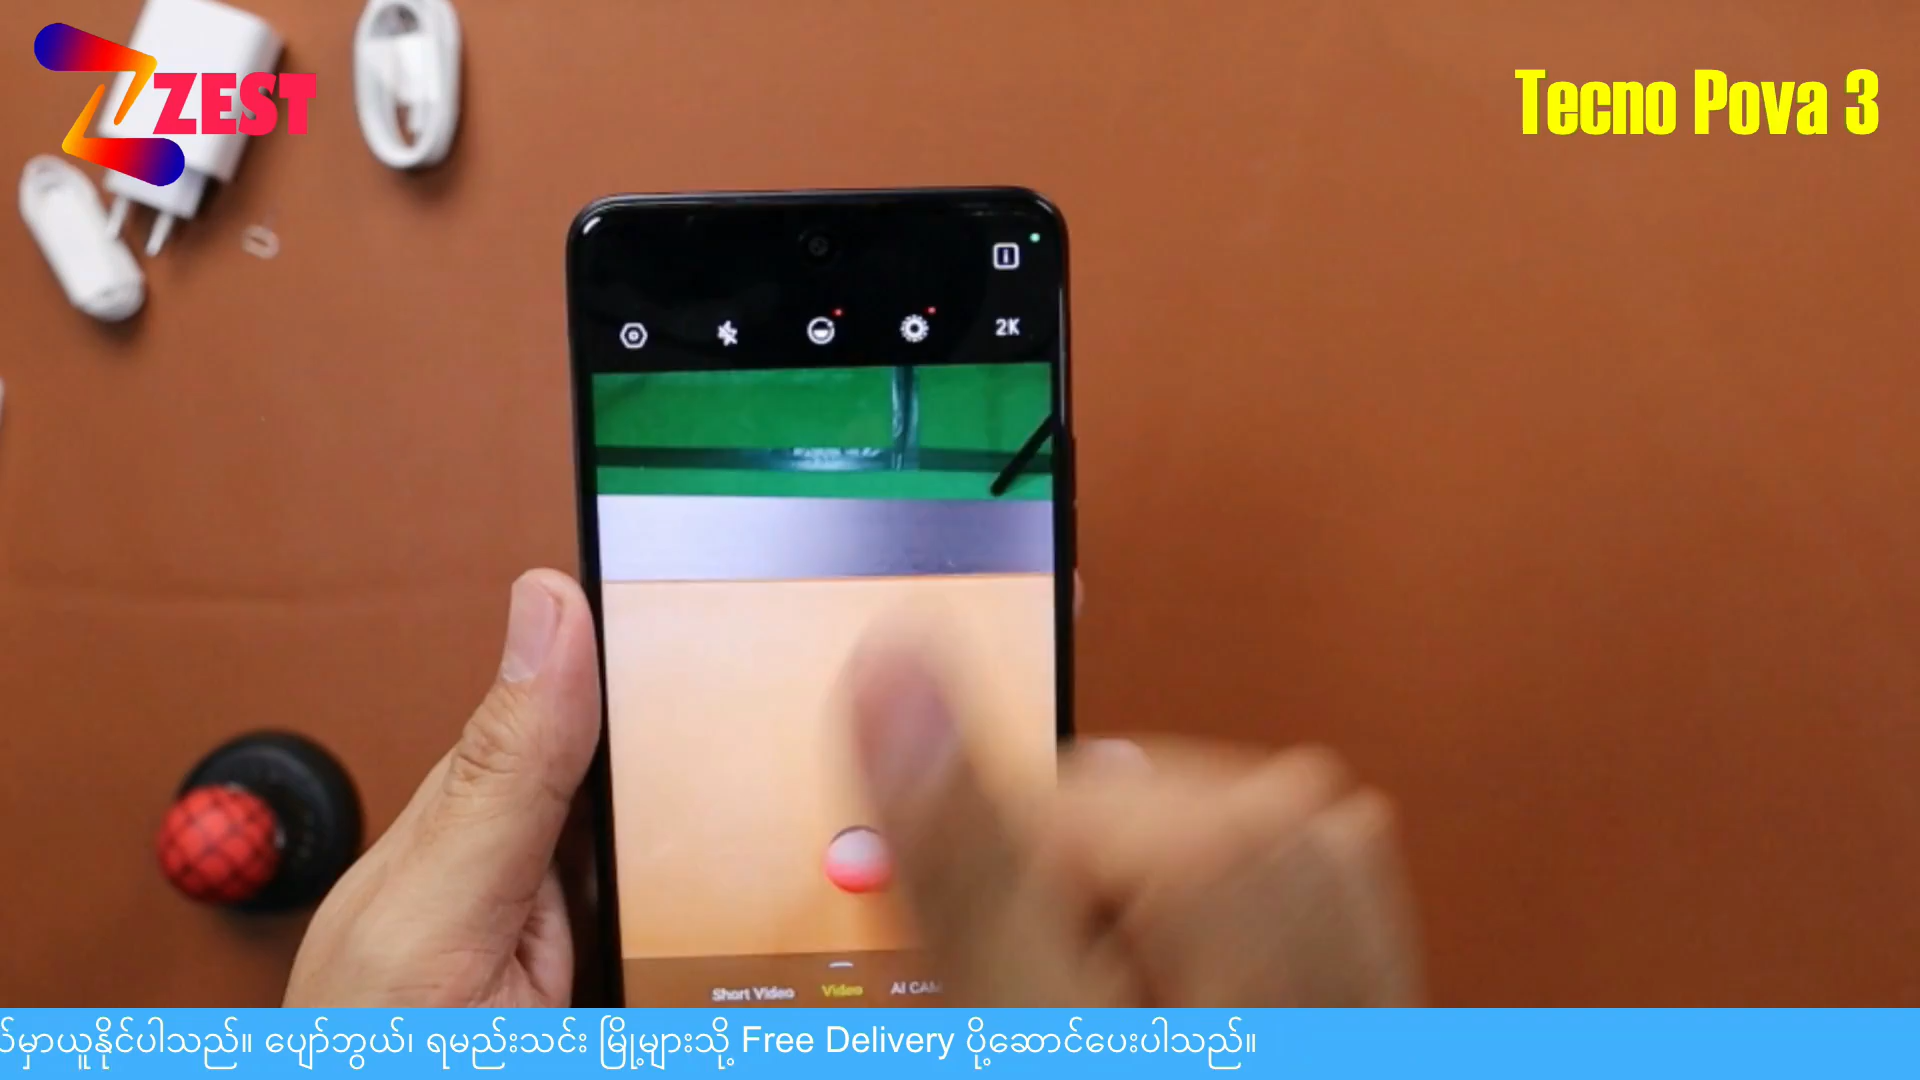 ZEST
Tecno Pova 3
2K
Short Video Video AI CAM
ယ်မှာယူနိုင်ပါသည်။ ပျော်ဘွယ်၊ ရမည်းသင်း မြို့များသို့ Free Delivery ပို့ဆောင်ပေးပါသည်။